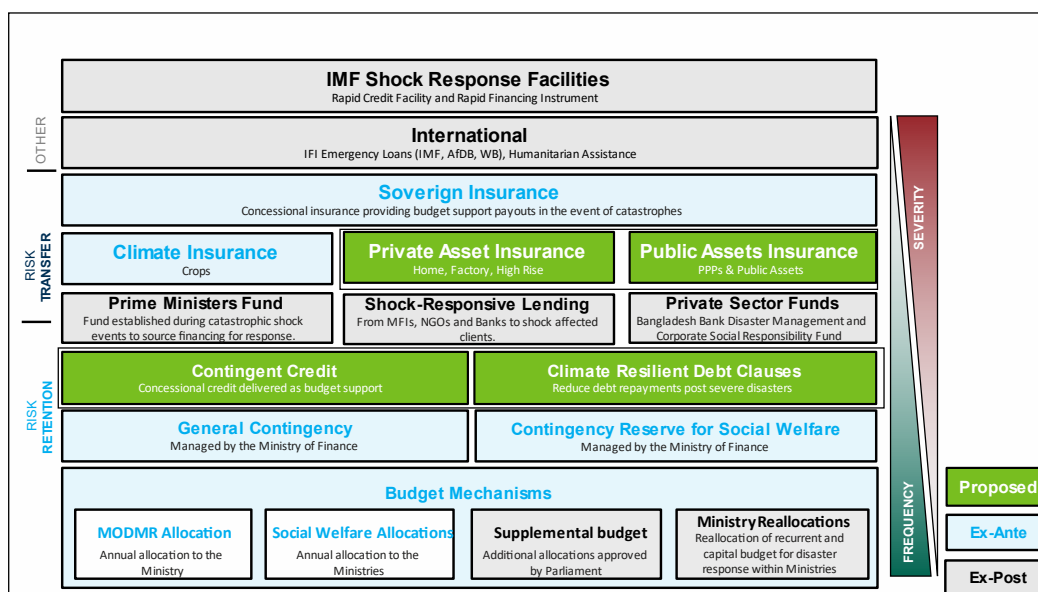 IMF Shock Response Facilities
Rapid Credit Facility and Rapid Financing Instrument
OTHER
International
IFI Emergency Loans (IMF, AfDB, WB), Humanitarian Assistance
Soverign Insurance
Concessional insurance providing budget support payouts in the event of catastrophes
RISK
TRANSFER
Climate Insurance
Crops
Private Asset Insurance
Home, Factory, High Rise
Public Assets Insurance
PPPs & Public Assets
Prime Ministers Fund
Fund established during catastrophic shock
events to source financing for response.
Shock-Responsive Lending
From MFIs, NGOs and Banks to shock affected
clients.
Private Sector Funds
Bangladesh Bank Disaster Management and
Corporate Social Responsibility Fund
RISK
RETENTION
Contingent Credit
Concessional credit delivered as budget support
Climate Resilient Debt Clauses
Reduce debt repayments post severe disasters
General Contingency
Managed by the Ministry of Finance
Contingency Reserve for Social Welfare
Managed by the Ministry of Finance
Budget Mechanisms
MODMR Allocation
Annual allocation to the
Ministry
Social Welfare Allocations
Annual allocation to the
Ministries
Supplemental budget
Additional allocations approved
by Parliament
Ministry Reallocations
Reallocation of recurrent and
capital budget for disaster
response within Ministries
SEVERITY
FREQUENCY
Proposed
Ex-Ante
Ex-Post